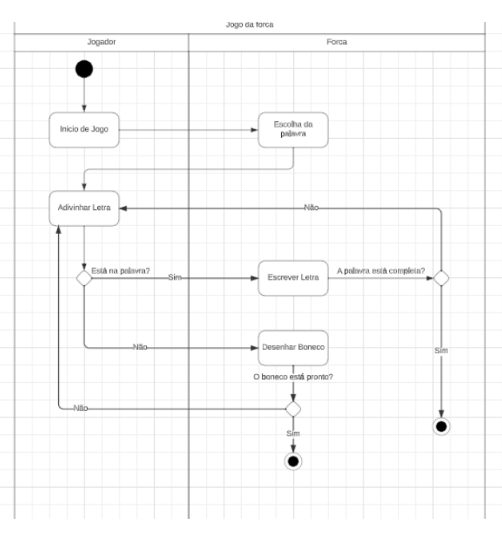 Jogo da forca
Jogador
Forca
Início de Jogo
Escolha da
palavra
Adivinhar Letra
Não
Está na palavra?
Sim
Escrever Letra
A palavra está completa?
Não
Desenhar Boneco
Sim
O boneco está pronto?
Não
Sim